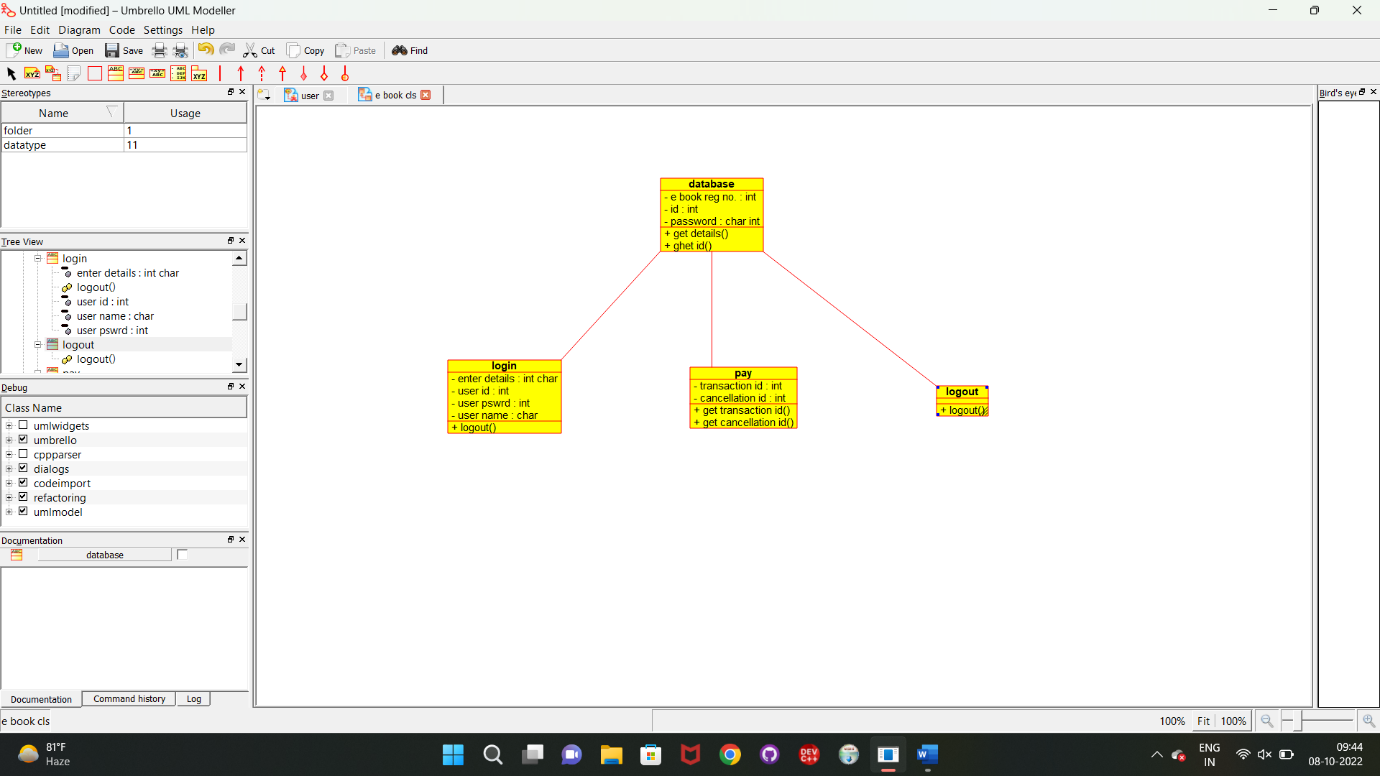 Untitled [modified] – Umbrello UML Modeller
File Edit Diagram Code Settings Help
New Open Save Cut Copy Paste Find
Stereotypes
Name Usage
folder 1
datatype 11
Tree View
login
enter details : int char
logout()
user id : int
user name : char
user pswrd : int
logout
logout()
Debug
Class Name
umlwidgets
umbrello
cppparser
dialogs
codeimport
refactoring
umlmodel
Documentation
database
Documentation Command history Log
user
e book cls
database
- e book reg no. : int
- id : int
- password : char int
+ get details()
+ ghet id()
login
- enter details : int char
- user id : int
- user pswrd : int
- user name : char
+ logout()
pay
- transaction id : int
- cancellation id : int
+ get transaction id()
+ get cancellation id()
logout
+ logout()
Bird's eye
e book cls
100% Fit 100%
81°F
Haze
DEV
C++
ENG
IN
09:44
08-10-2022